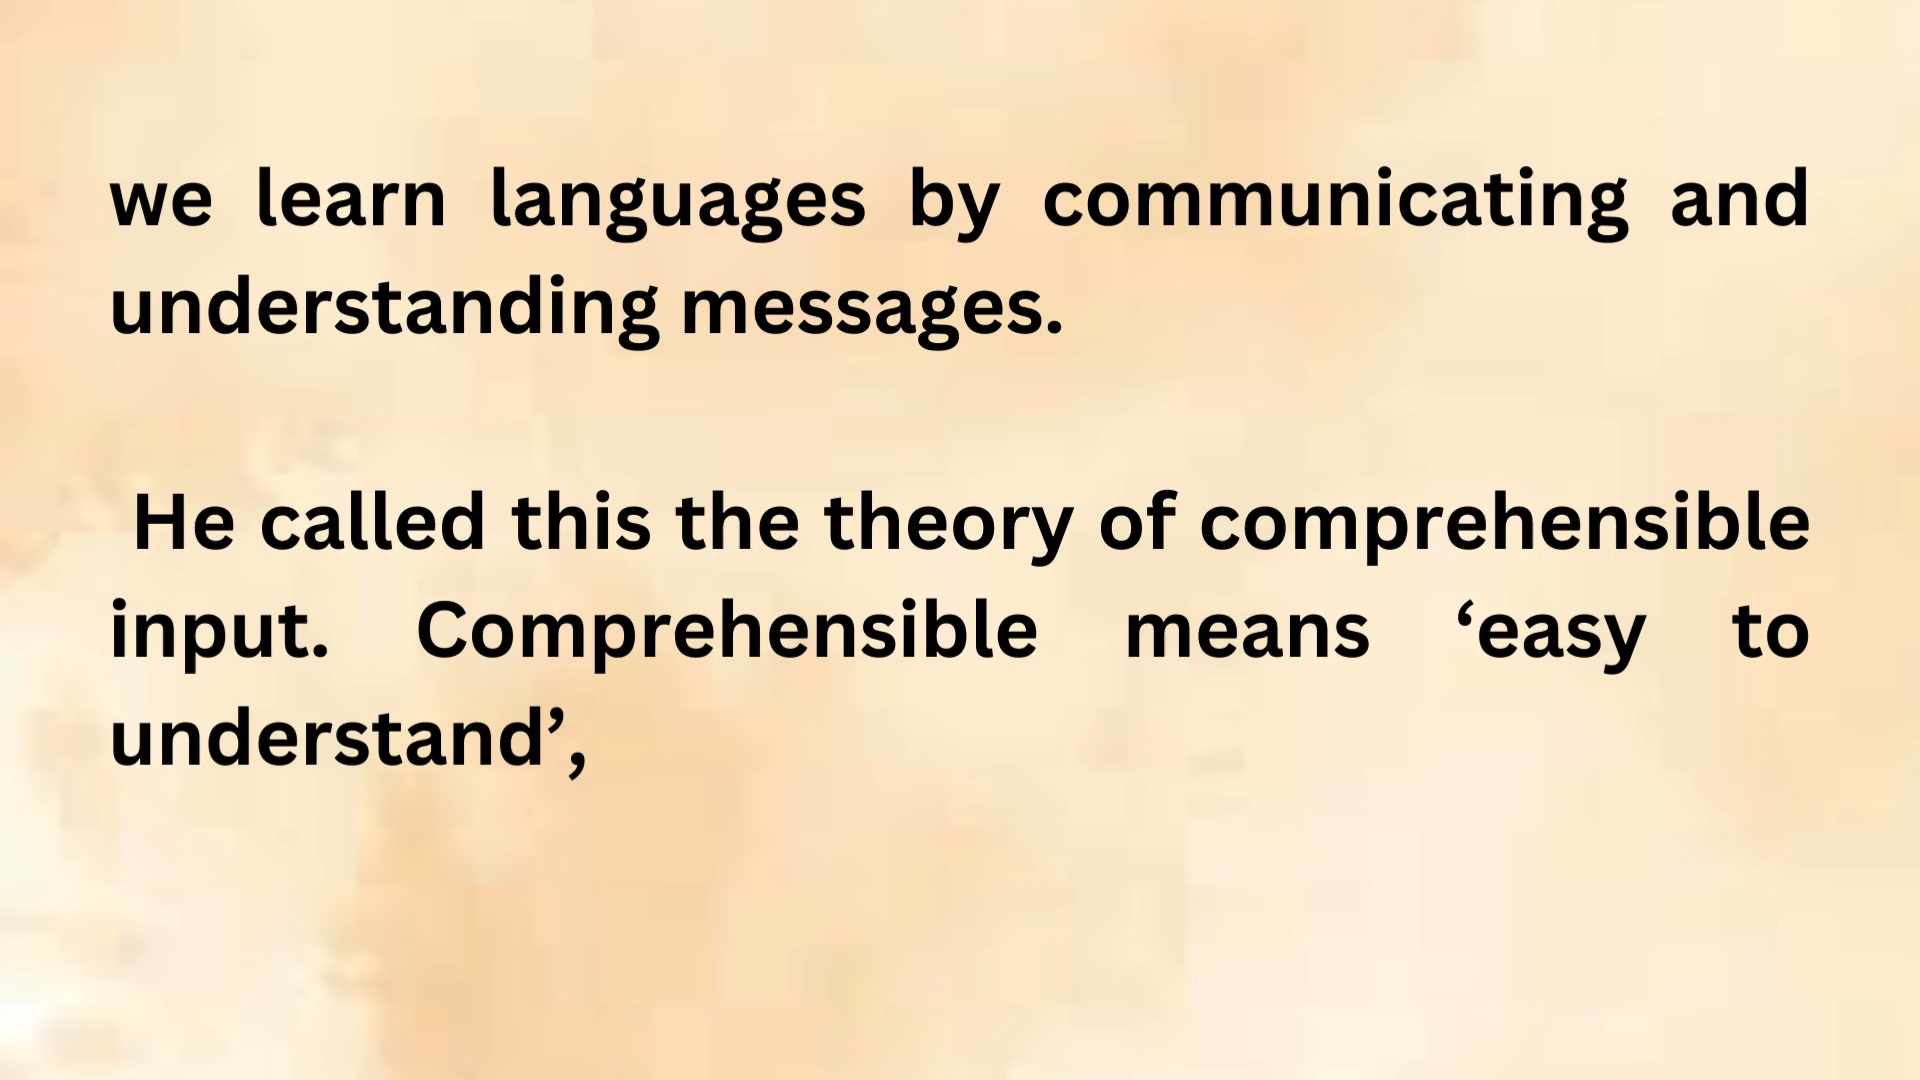 we learn languages by communicating and
understanding messages.
He called this the theory of comprehensible
input. Comprehensible means ‘easy to
understand’,